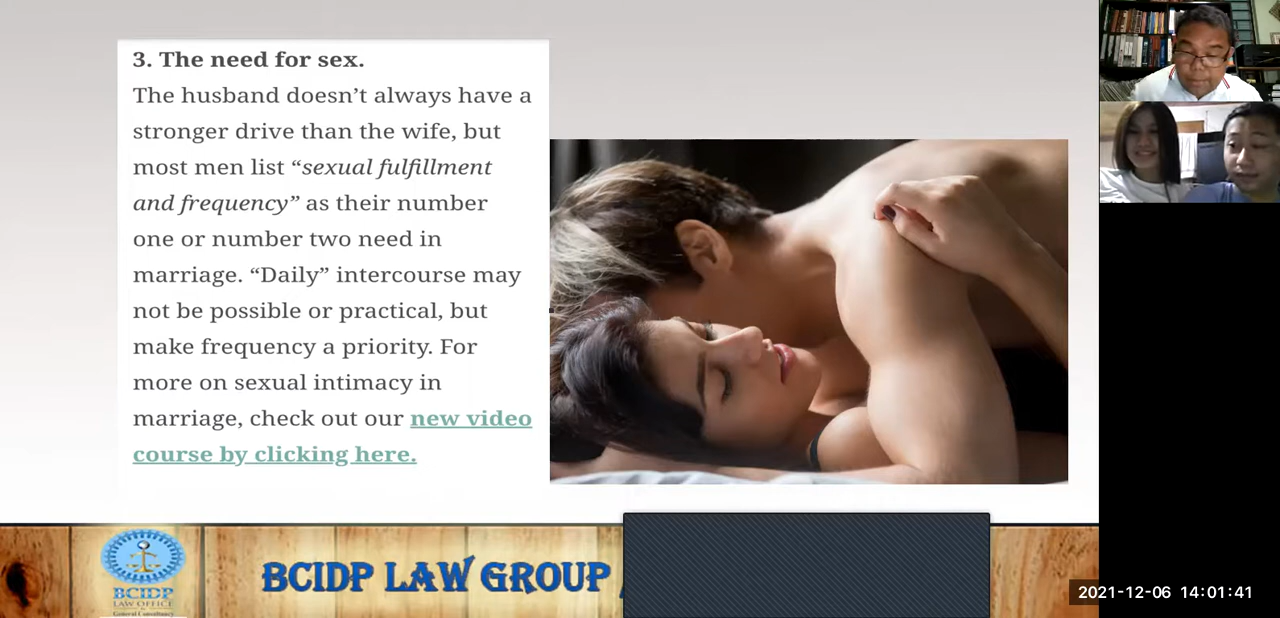 3. The need for sex.
The husband doesn’t always have a
stronger drive than the wife, but
most men list “sexual fulfillment
and frequency” as their number
one or number two need in
marriage. “Daily” intercourse may
not be possible or practical, but
make frequency a priority. For
more on sexual intimacy in
marriage, check out our new video
course by clicking here.
BCIDP
LAW OFFICE
General Consultancy
BCIDP LAW GROUP
2021-12-06 14:01:41